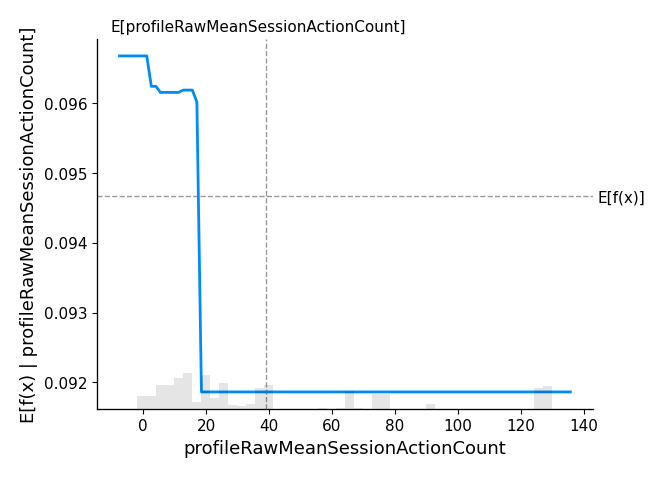 E[profileRawMeanSessionActionCount]
E[f(x) | profileRawMeanSessionActionCount]
0.096
0.095
E[f(x)]
0.094
0.093
0.092
0 20 40 60 80 100 120 140
profileRawMeanSessionActionCount